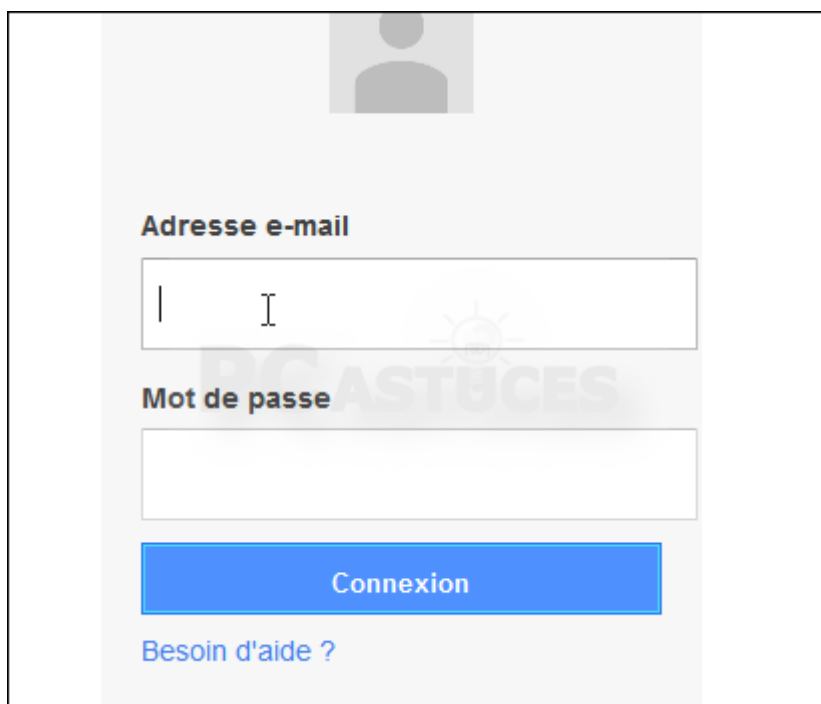 Adresse e-mail
PC ASTUCES
Mot de passe
Connexion
Besoin d'aide ?